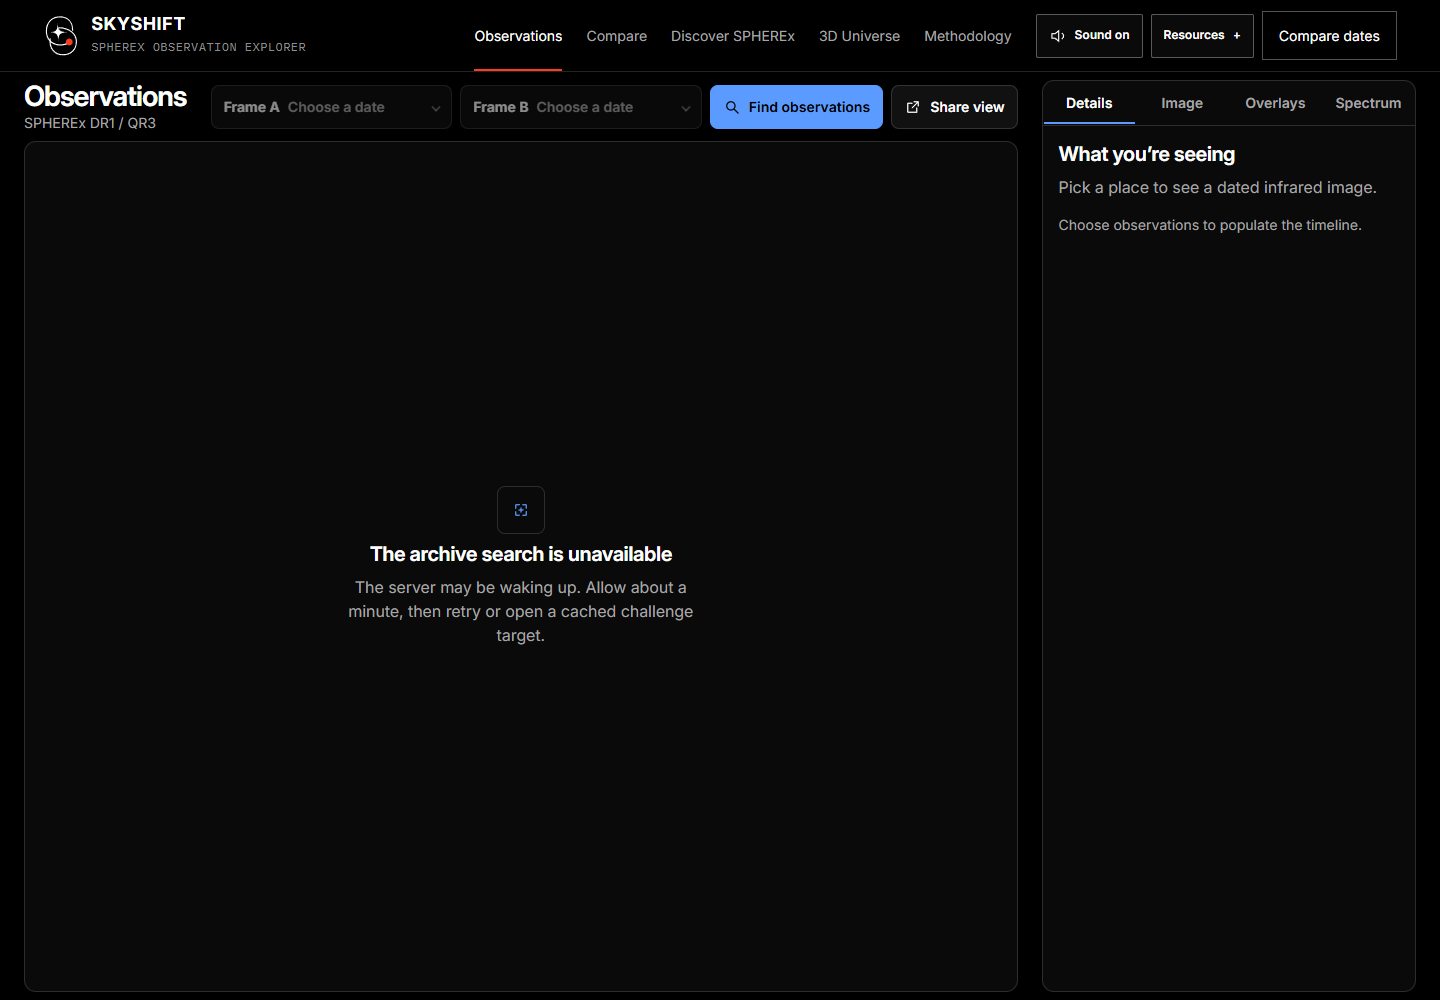 SKYSHIFT
SPHEREX OBSERVATION EXPLORER
Observations
Compare
Discover SPHEREx
3D Universe
Methodology
Sound on
Resources +
Compare dates
Observations
SPHEREx DR1 / QR3
Frame A Choose a date
Frame B Choose a date
Find observations
Share view
The archive search is unavailable
The server may be waking up. Allow about a
minute, then retry or open a cached challenge
target.
Details
Image
Overlays
Spectrum
What you’re seeing
Pick a place to see a dated infrared image.
Choose observations to populate the timeline.